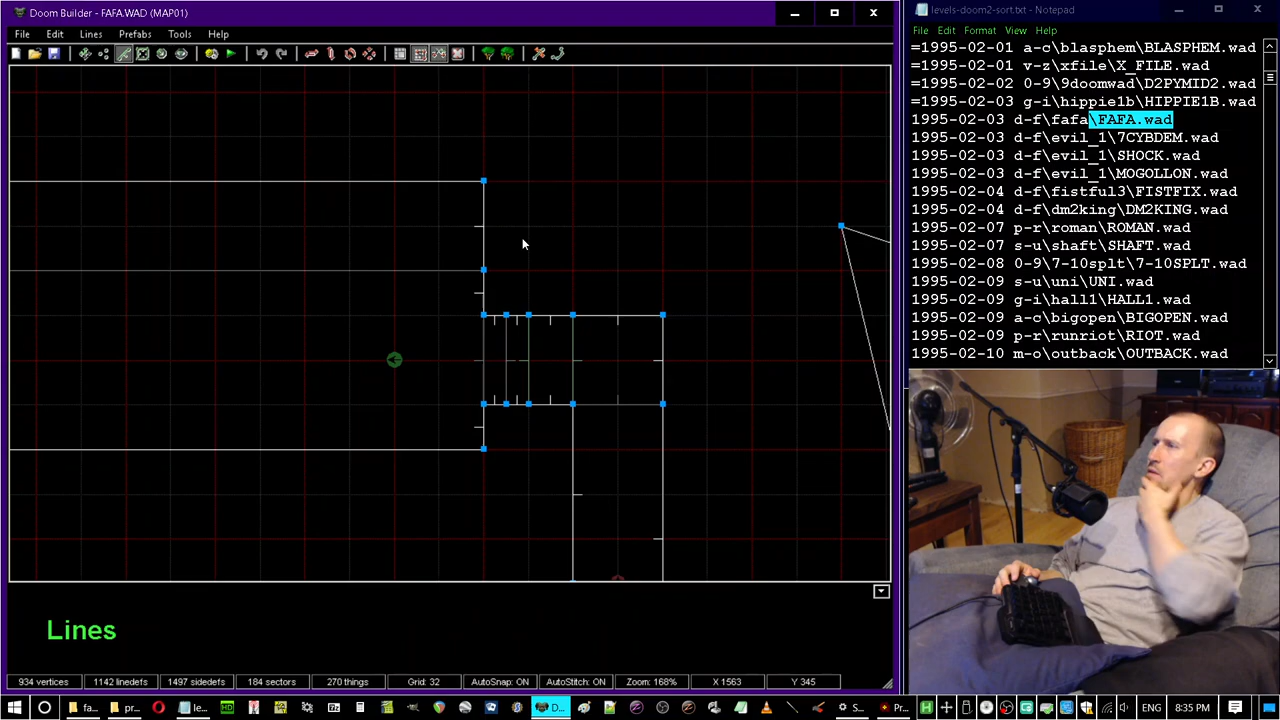 Doom Builder - FAFA.WAD (MAP01)
File Edit Lines Prefabs Tools Help
Lines
934 vertices 1142 linedefs 1497 sidedefs 184 sectors 270 things Grid: 32 AutoSnap: ON AutoStitch: ON Zoom: 168% X 1563 Y 345
levels-doom2-sort.txt - Notepad
File Edit Format View Help
=1995-02-01 a-c\blasphem\BLASPHEM.wad
=1995-02-01 v-z\xfile\X_FILE.wad
=1995-02-02 0-9\9doomwad\D2PYMID2.wad
=1995-02-03 g-i\hippie1b\HIPPIE1B.wad
1995-02-03 d-f\fafa\FAFA.wad
1995-02-03 d-f\evil_1\7CYBDEM.wad
1995-02-03 d-f\evil_1\SHOCK.wad
1995-02-03 d-f\evil_1\MOGOLLON.wad
1995-02-04 d-f\fistful3\FISTFIX.wad
1995-02-04 d-f\dm2king\DM2KING.wad
1995-02-07 p-r\roman\ROMAN.wad
1995-02-07 s-u\shaft\SHAFT.wad
1995-02-08 0-9\7-10splt\7-10SPLT.wad
1995-02-09 s-u\uni\UNI.wad
1995-02-09 g-i\hall1\HALL1.wad
1995-02-09 a-c\bigopen\BIGOPEN.wad
1995-02-09 p-r\runriot\RIOT.wad
1995-02-10 m-o\outback\OUTBACK.wad
fa... pr... le... D... S... Pr... ENG 8:35 PM